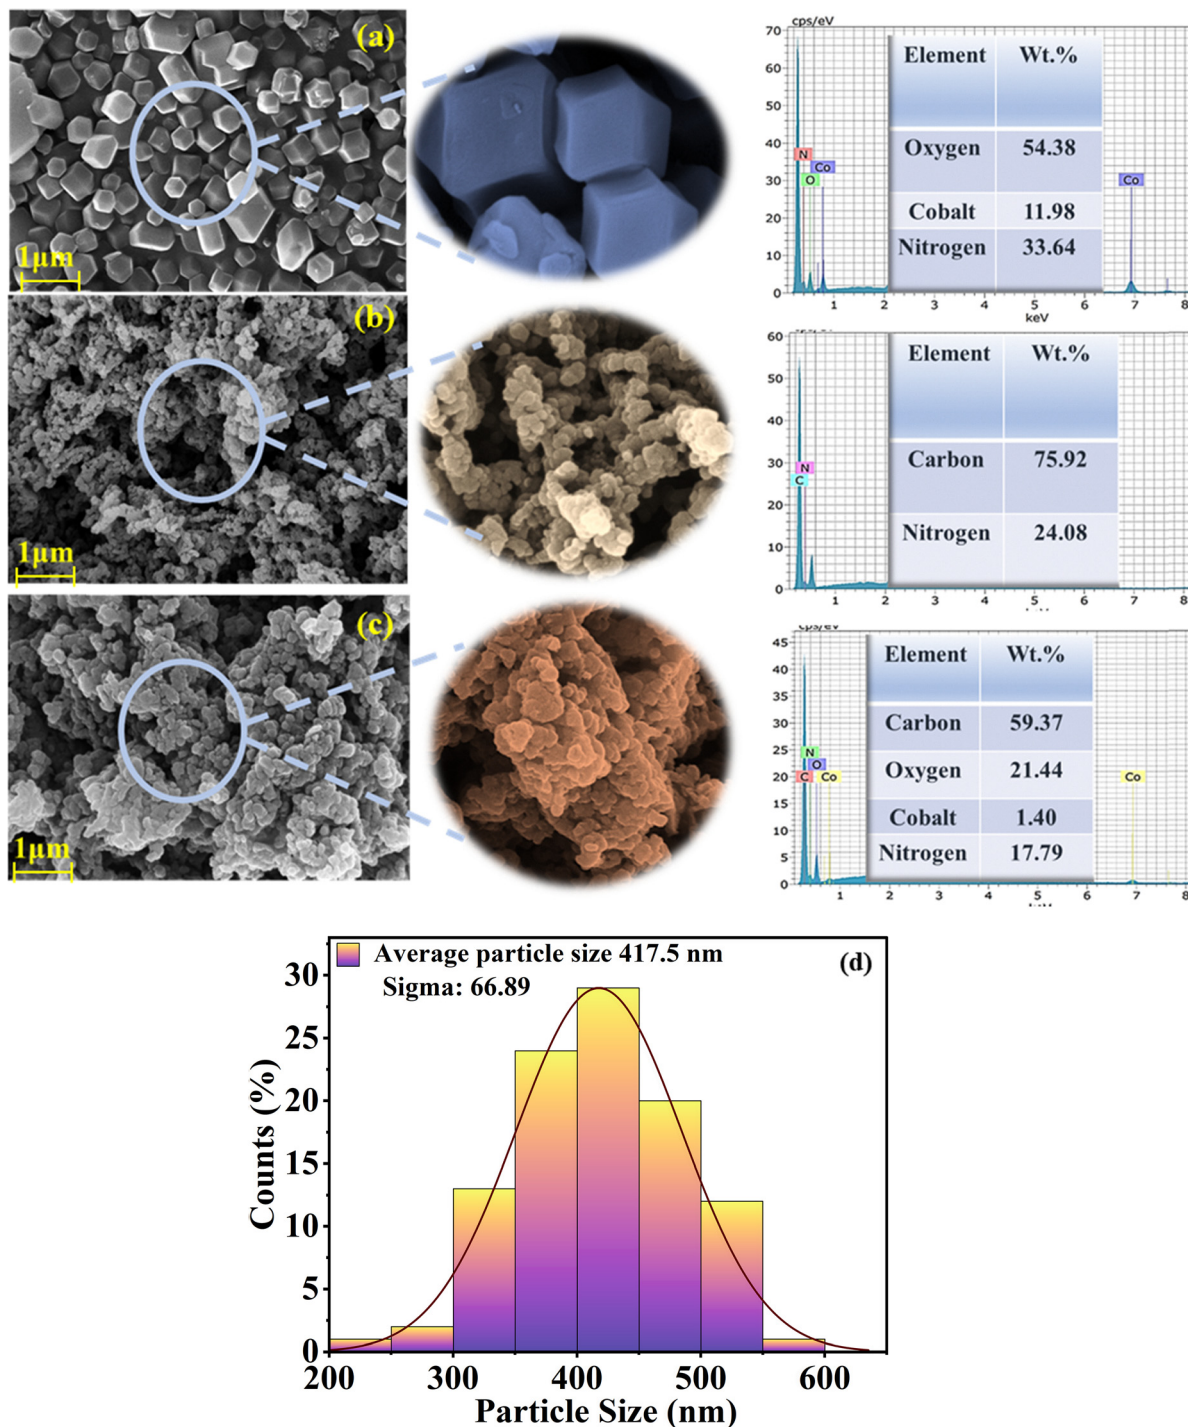 (a)
1μm
cps/eV
70
60
50
40
30
20
10
0
N
O
Co
Co
Element Wt.%
Oxygen 54.38
Cobalt 11.98
Nitrogen 33.64
1 2 3 4 5 6 7 8
keV
(b)
1μm
60
50
40
30
20
10
0
N
C
Element Wt.%
Carbon 75.92
Nitrogen 24.08
1 2 3 4 5 6 7 8
(c)
1μm
cps/eV
45
40
35
30
25
20
15
10
5
0
N
O
C
Co
Co
Element Wt.%
Carbon 59.37
Oxygen 21.44
Cobalt 1.40
Nitrogen 17.79
1 2 3 4 5 6 7 8
(d)
Average particle size 417.5 nm
Sigma: 66.89
Counts (%)
30
25
20
15
10
5
0
200 300 400 500 600
Particle Size (nm)